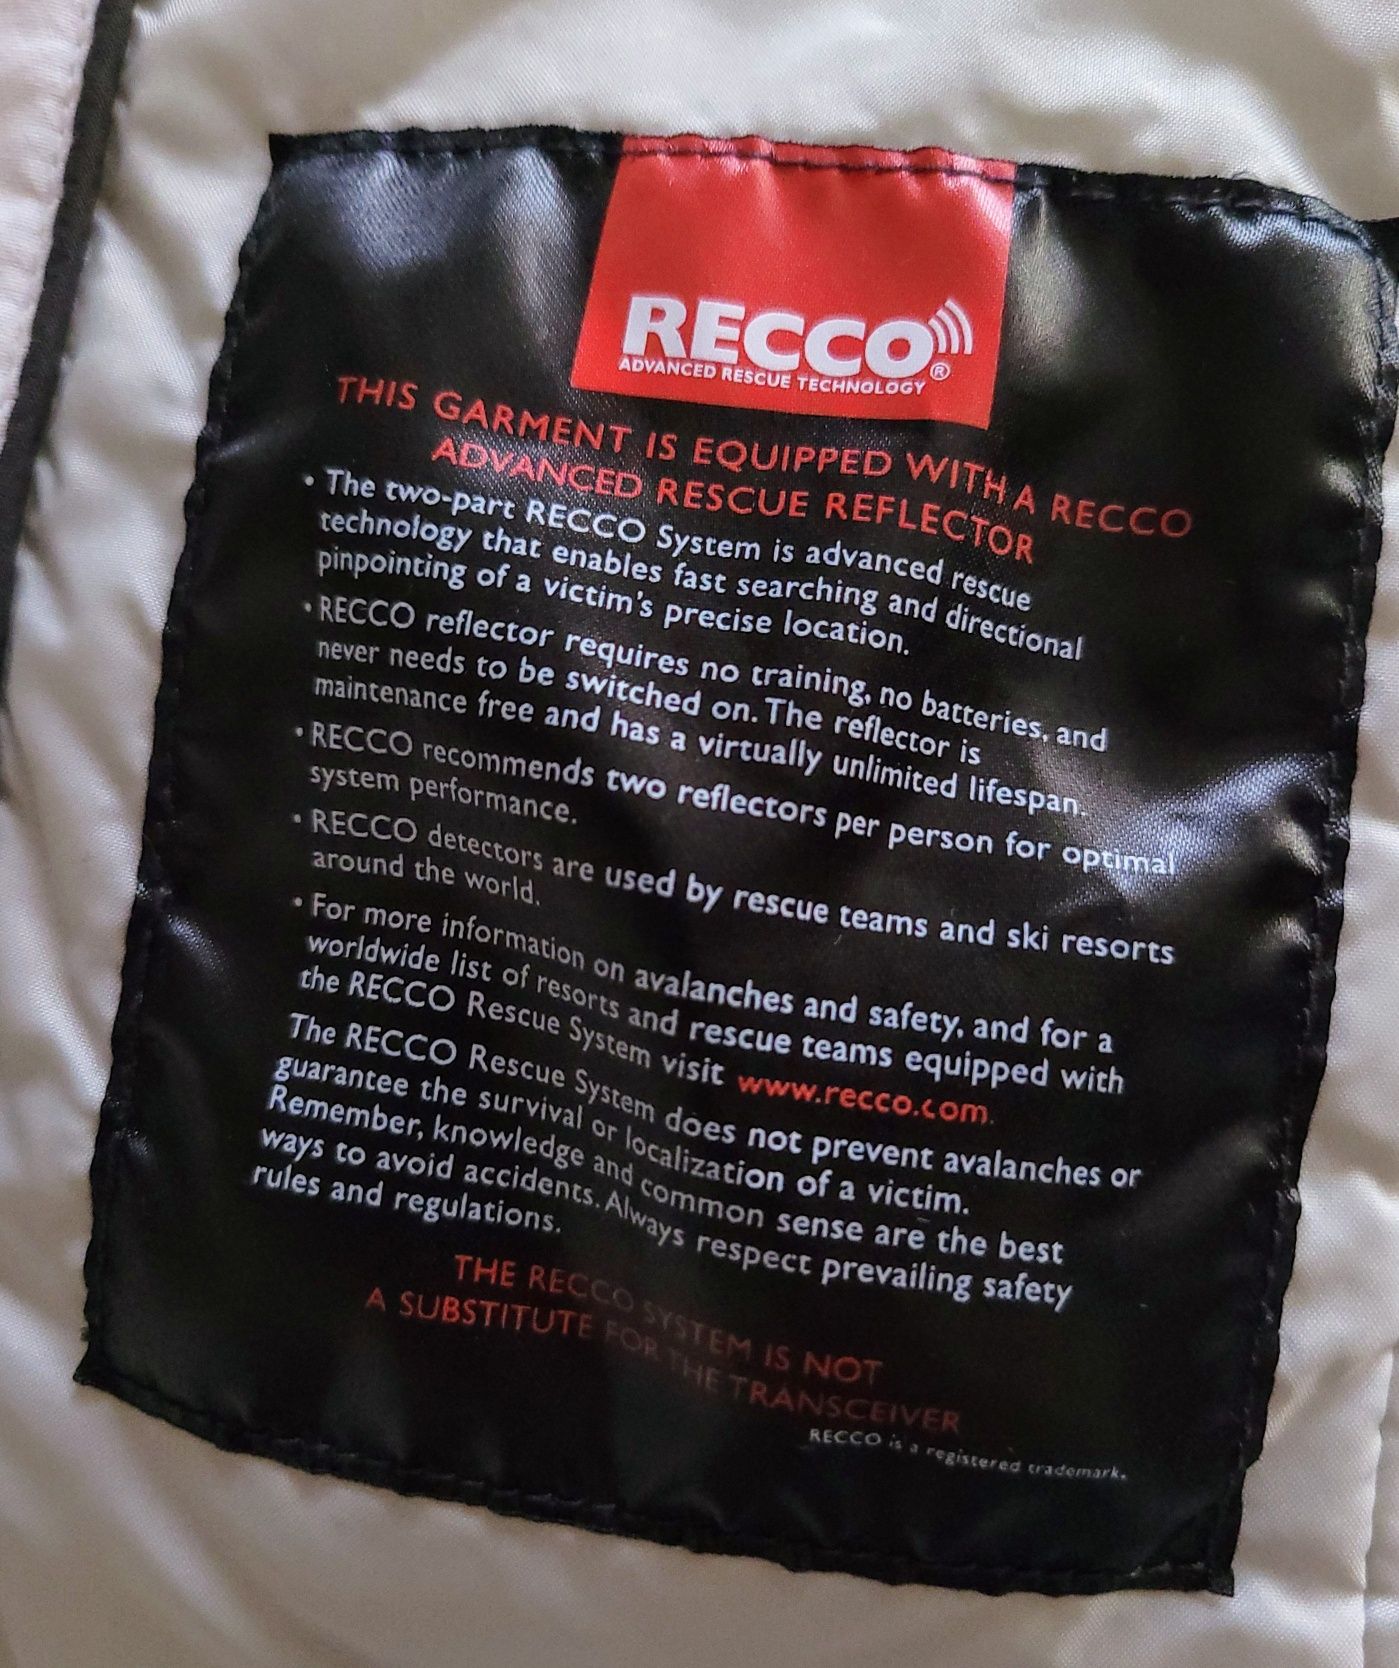 RECCO®
ADVANCED RESCUE TECHNOLOGY
THIS GARMENT IS EQUIPPED WITH A RECCO
ADVANCED RESCUE REFLECTOR
• The two-part RECCO System is advanced rescue
technology that enables fast searching and directional
pinpointing of a victim's precise location.
• RECCO reflector requires no training, no batteries, and
never needs to be switched on. The reflector is
maintenance free and has a virtually unlimited lifespan.
• RECCO recommends two reflectors per person for optimal
system performance.
• RECCO detectors are used by rescue teams and ski resorts
around the world.
• For more information on avalanches and safety, and for a
worldwide list of resorts and rescue teams equipped with
the RECCO Rescue System visit www.recco.com.
The RECCO Rescue System does not prevent avalanches or
guarantee the survival or localization of a victim.
Remember, knowledge and common sense are the best
ways to avoid accidents. Always respect prevailing safety
rules and regulations.
THE RECCO SYSTEM IS NOT
A SUBSTITUTE FOR THE TRANSCEIVER
RECCO is a registered trademark.